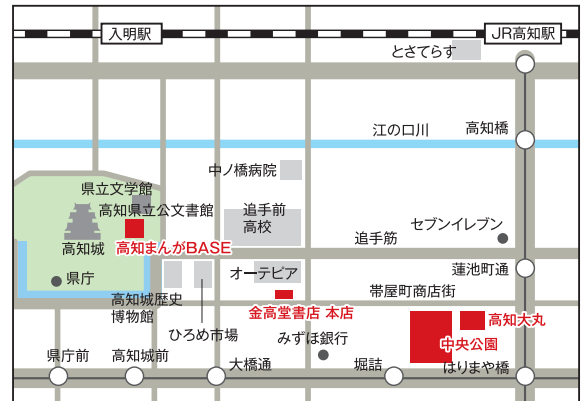 入明駅
JR高知駅
とさてらす
江の口川
高知橋
中ノ橋病院
県立文学館
高知県立公文書館
追手前
高校
セブンイレブン
高知城
高知まんがBASE
追手筋
県庁
オーテピア
蓮池町通
高知城歴史
博物館
帯屋町商店街
金高堂書店 本店
高知大丸
ひろめ市場
みずほ銀行
中央公園
県庁前
高知城前
大橋通
堀詰
はりまや橋